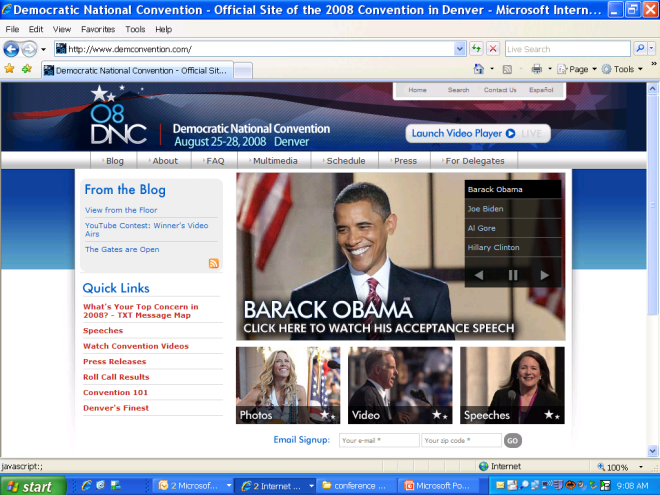 Democratic National Convention - Official Site of the 2008 Convention in Denver - Microsoft Intern...
File Edit View Favorites Tools Help
http://www.demconvention.com/
Live Search
Democratic National Convention - Official Sit...
Page Tools
Home Search Contact Us Español
08
DNC
Democratic National Convention
August 25-28, 2008 Denver
Launch Video Player LIVE
Blog About FAQ Multimedia Schedule Press For Delegates
From the Blog
View from the Floor
YouTube Contest: Winner's Video
Airs
The Gates are Open
Quick Links
What's Your Top Concern in
2008? - TXT Message Map
Speeches
Watch Convention Videos
Press Releases
Roll Call Results
Convention 101
Denver's Finest
Barack Obama
Joe Biden
Al Gore
Hillary Clinton
BARACK OBAMA
CLICK HERE TO WATCH HIS ACCEPTANCE SPEECH
Photos
Video
Speeches
Email Signup: Your e-mail * Your zip code * GO
javascript:;
Internet
100%
start
2 Microsof...
2 Internet ...
conference
Microsoft Po...
9:08 AM